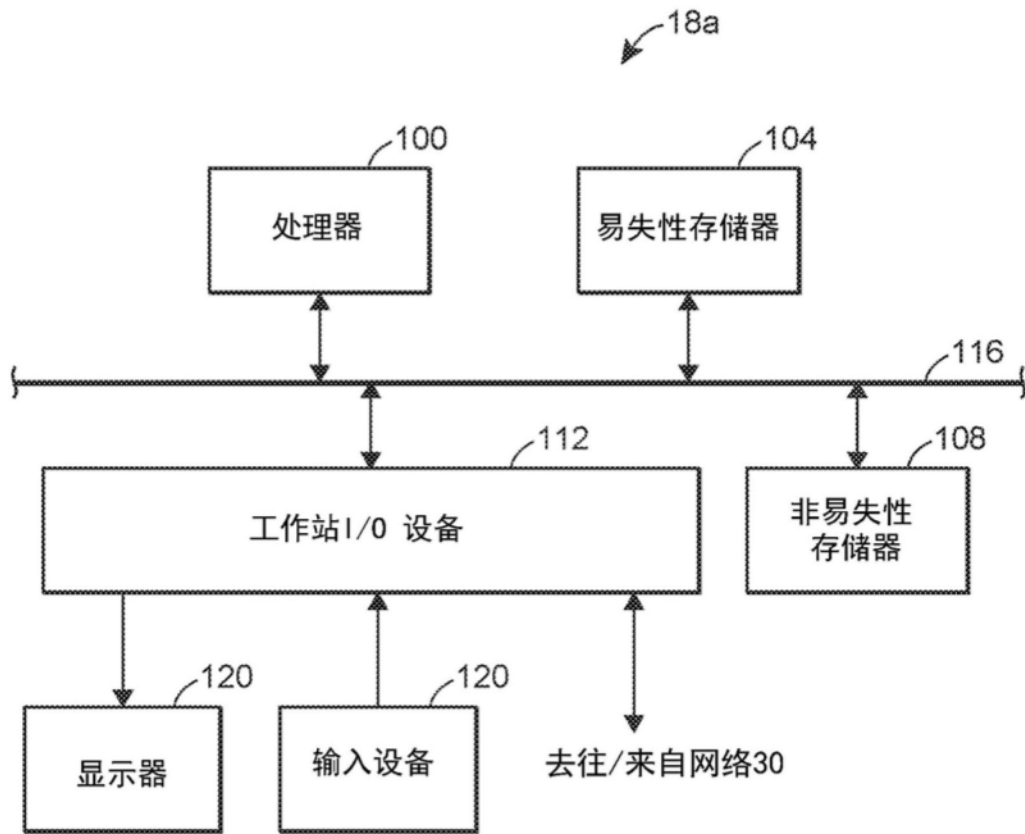 18a
100
104
处理器
易失性存储器
116
112
108
工作站I/O 设备
非易失性
存储器
120
120
显示器
输入设备
去往/来自网络30